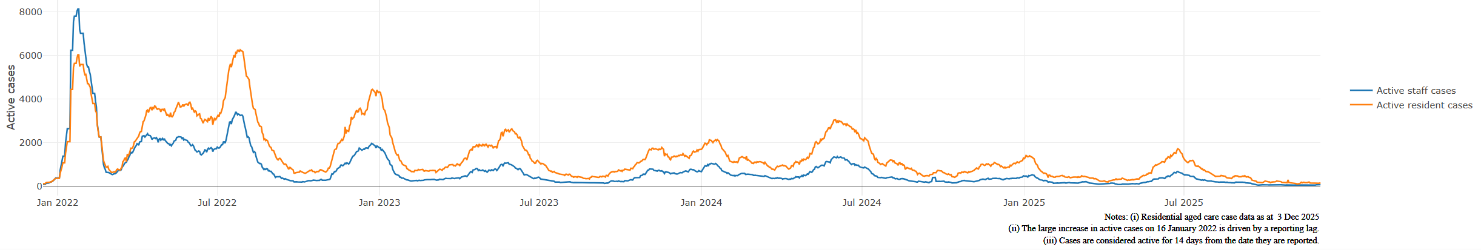 8000
6000
4000
2000
0
Active cases
Jan 2022
Jul 2022
Jan 2023
Jul 2023
Jan 2024
Jul 2024
Jan 2025
Jul 2025
Active staff cases
Active resident cases
Notes: (i) Residential aged care case data as at 3 Dec 2025
(ii) The large increase in active cases on 16 January 2022 is driven by a reporting lag.
(iii) Cases are considered active for 14 days from the date they are reported.